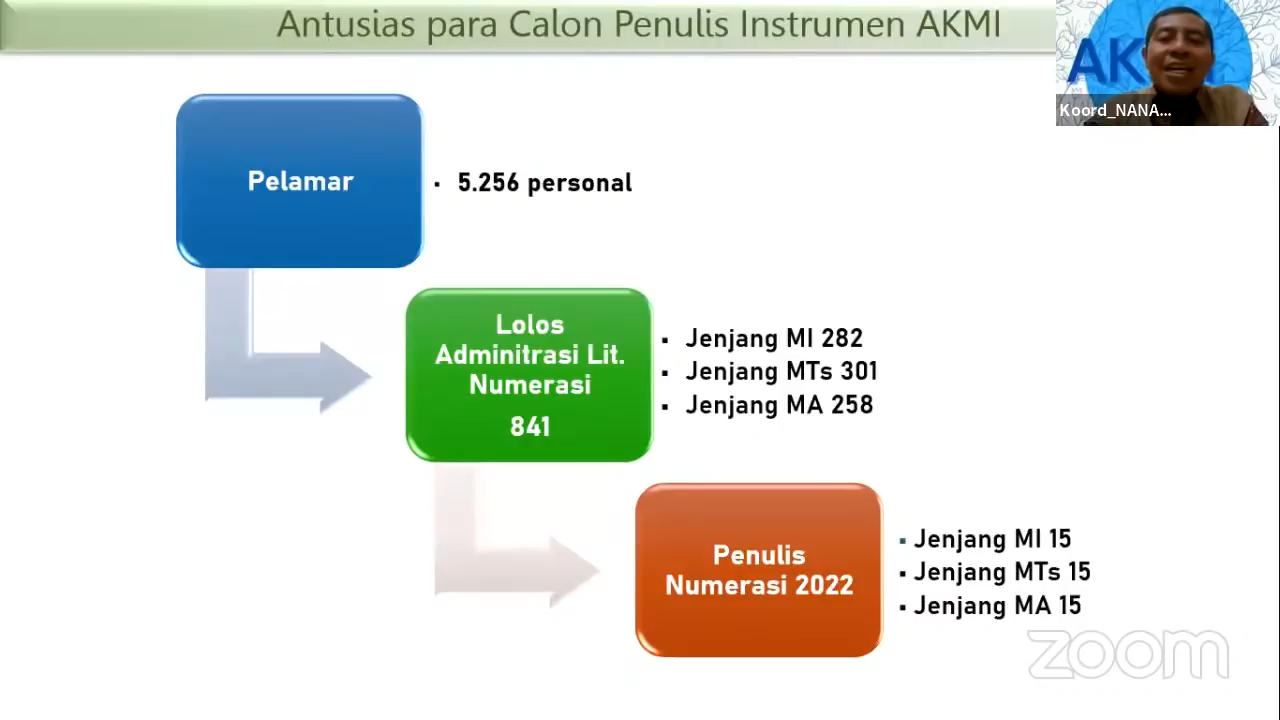 Antusias para Calon Penulis Instrumen AKMI
AK
Koord_NANA...
Pelamar
▪ 5.256 personal
Lolos
Adminitrasi Lit.
Numerasi
841
▪ Jenjang MI 282
▪ Jenjang MTs 301
▪ Jenjang MA 258
Penulis
Numerasi 2022
▪ Jenjang MI 15
▪ Jenjang MTs 15
▪ Jenjang MA 15
zoom